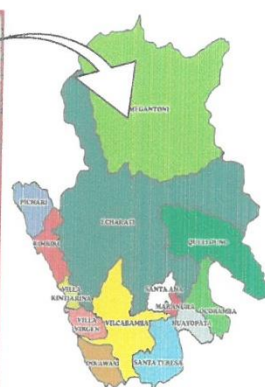 MEGANTONI
PICHARI
ECHARATI
KIMBIRI
QUELLOUNO
VILLA
KINTIARINA
SANTA ANA
MARANURA
OCOBAMBA
VILLA
VIRGEN
VILCABAMBA
HUAYOPATA
INKAWASI
SANTA TERESA